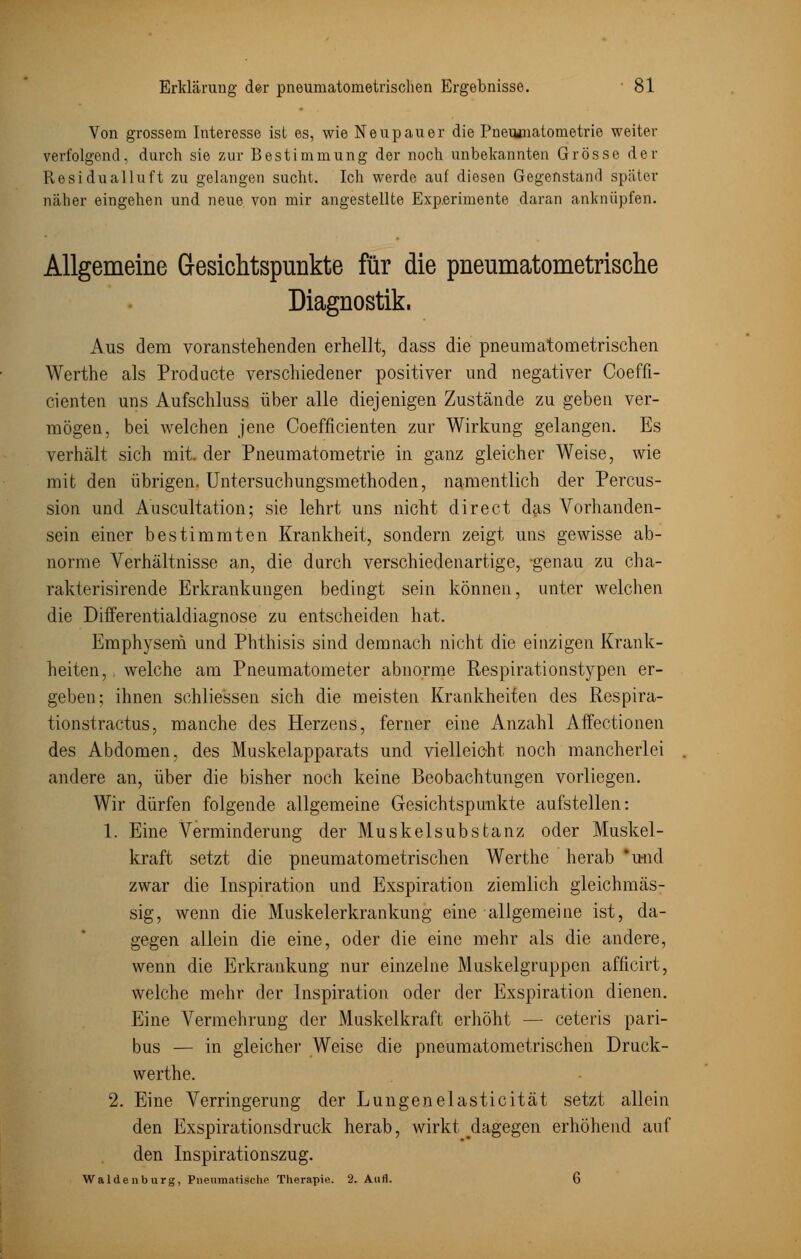 Erklärung der pneumatometrischen Ergebnisse. 81
Von grossem Interesse ist es, wie Neupauer die Pneumatometrie weiter
verfolgend, durch sie zur Bestimmung der noch unbekannten Grösse der
Residualluft zu gelangen sucht. Ich werde auf diesen Gegenstand später
näher eingehen und neue von mir angestellte Experimente daran anknüpfen.
Allgemeine Gesichtspunkte für die pneumatometrische
Diagnostik.
Aus dem voranstehenden erhellt, dass die pneumatometrischen
Werthe als Producte verschiedener positiver und negativer Coeffi-
cienten uns Aufschluss über alle diejenigen Zustände zu geben ver-
mögen, bei welchen jene Coefficienten zur Wirkung gelangen. Es
verhält sich mit der Pneumatometrie in ganz gleicher Weise, wie
mit den übrigen Untersuchungsmethoden, namentlich der Percus-
sion und Auscultation; sie lehrt uns nicht direct das Vorhanden-
sein einer bestimmten Krankheit, sondern zeigt uns gewisse ab-
norme Verhältnisse an, die durch verschiedenartige, genau zu cha-
rakterisirende Erkrankungen bedingt sein können, unter welchen
die Differentialdiagnose zu entscheiden hat.
Emphysem und Phthisis sind demnach nicht die einzigen Krank-
heiten, welche am Pneumatometer abnorme Respirationstypen er-
geben; ihnen schliessen sich die meisten Krankheiten des Respira-
tionstractus, manche des Herzens, ferner eine Anzahl Affectionen
des Abdomen, des Muskelapparats und vielleicht noch mancherlei
andere an, über die bisher noch keine Beobachtungen vorliegen.
Wir dürfen folgende allgemeine Gesichtspunkte aufstellen:
1. Eine Verminderung der Muskelsubstanz oder Muskel-
kraft setzt die pneumatometrischen Werthe herab und
zwar die Inspiration und Exspiration ziemlich gleichmäs-
sig, wenn die Muskelerkrankung eine allgemeine ist, da-
gegen allein die eine, oder die eine mehr als die andere,
wenn die Erkrankung nur einzelne Muskelgruppen afficirt,
welche mehr der Inspiration oder der Exspiration dienen.
Eine Vermehrung der Muskelkraft erhöht — ceteris pari-
bus — in gleicher Weise die pneumatometrischen Druck-
werthe.
2. Eine Verringerung der Lungenelasticität setzt allein
den Exspirationsdruck herab, wirkt dagegen erhöhend auf
den Inspirationszug.
Waldenburg, Pneumatische Therapie. 2. Aufl. 6